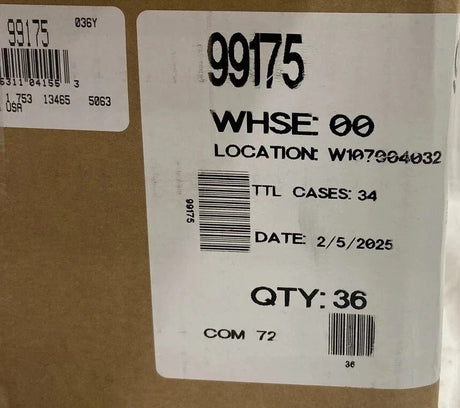 99175
036Y
6311 04155 3
1 753 13465 5063
USA
99175
WHSE: 00
LOCATION: W107004032
99175
TTL CASES: 34
DATE: 2/5/2025
QTY: 36
COM 72
36